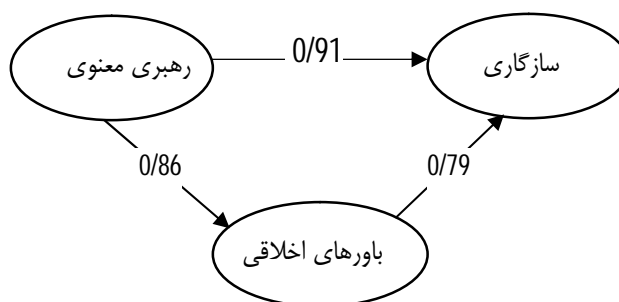 رهبری معنوی
0/91
سازگاری
0/86
0/79
باورهای اخلاقی